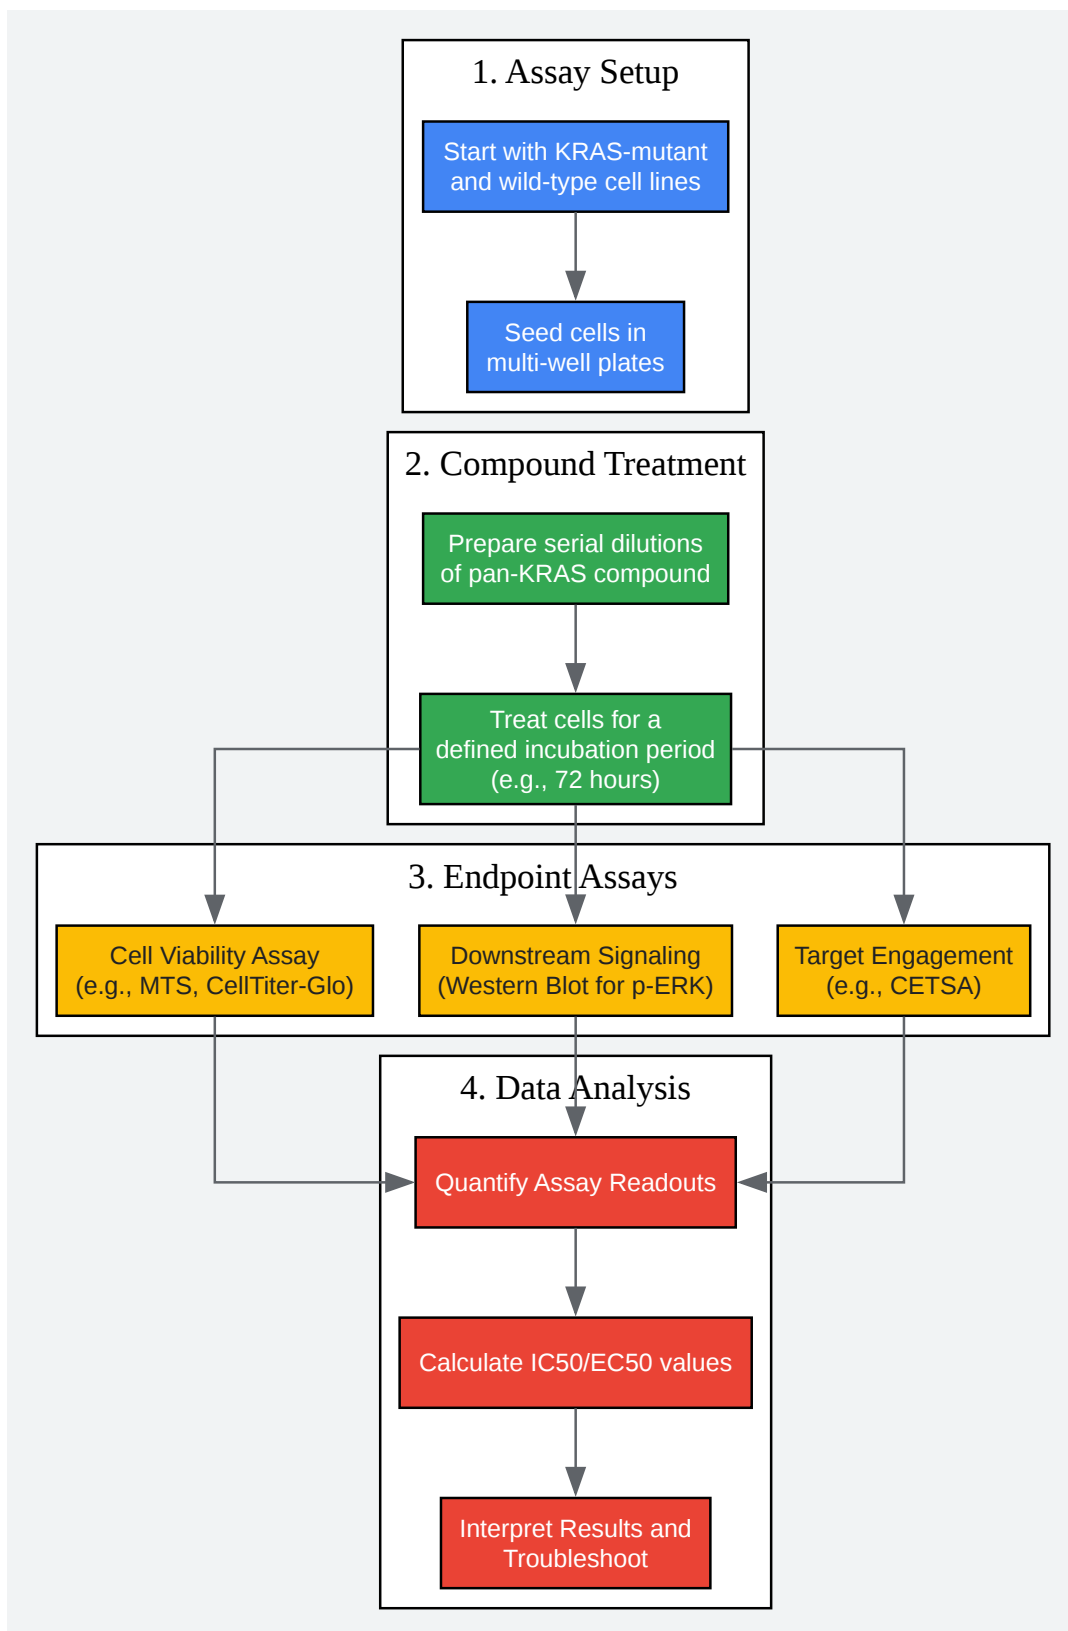 1. Assay Setup
Start with KRAS-mutant
and wild-type cell lines
Seed cells in
multi-well plates
2. Compound Treatment
Prepare serial dilutions
of pan-KRAS compound
Treat cells for a
defined incubation period
(e.g., 72 hours)
3. Endpoint Assays
Cell Viability Assay
(e.g., MTS, CellTiter-Glo)
Downstream Signaling
(Western Blot for p-ERK)
Target Engagement
(e.g., CETSA)
4. Data Analysis
Quantify Assay Readouts
Calculate IC50/EC50 values
Interpret Results and
Troubleshoot